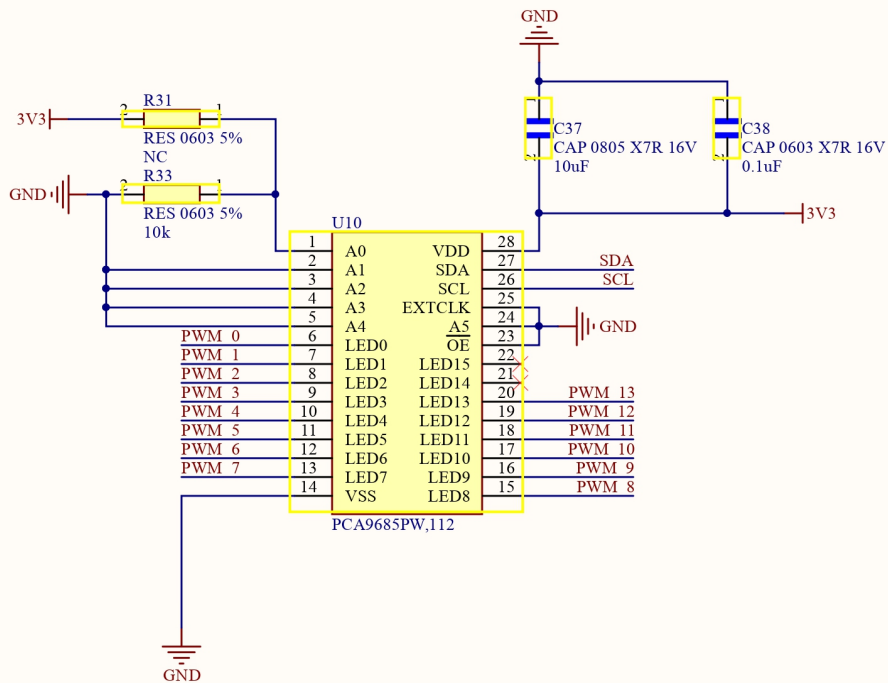 GND
R31
2
1
3V3
RES 0603 5%
NC
C37
CAP 0805 X7R 16V
10uF
1
2
C38
CAP 0603 X7R 16V
0.1uF
1
2
R33
2
1
GND
RES 0603 5%
10k
3V3
U10
1 A0 VDD 28
2 A1 SDA 27 SDA
3 A2 SCL 26 SCL
4 A3 EXTCLK 25
5 A4 A5 24 GND
PWM 0 6 LED0 OE 23
PWM 1 7 LED1 LED15 22
PWM 2 8 LED2 LED14 21
PWM 3 9 LED3 LED13 20 PWM 13
PWM 4 10 LED4 LED12 19 PWM 12
PWM 5 11 LED5 LED11 18 PWM 11
PWM 6 12 LED6 LED10 17 PWM 10
PWM 7 13 LED7 LED9 16 PWM 9
14 VSS LED8 15 PWM 8
PCA9685PW,112
GND